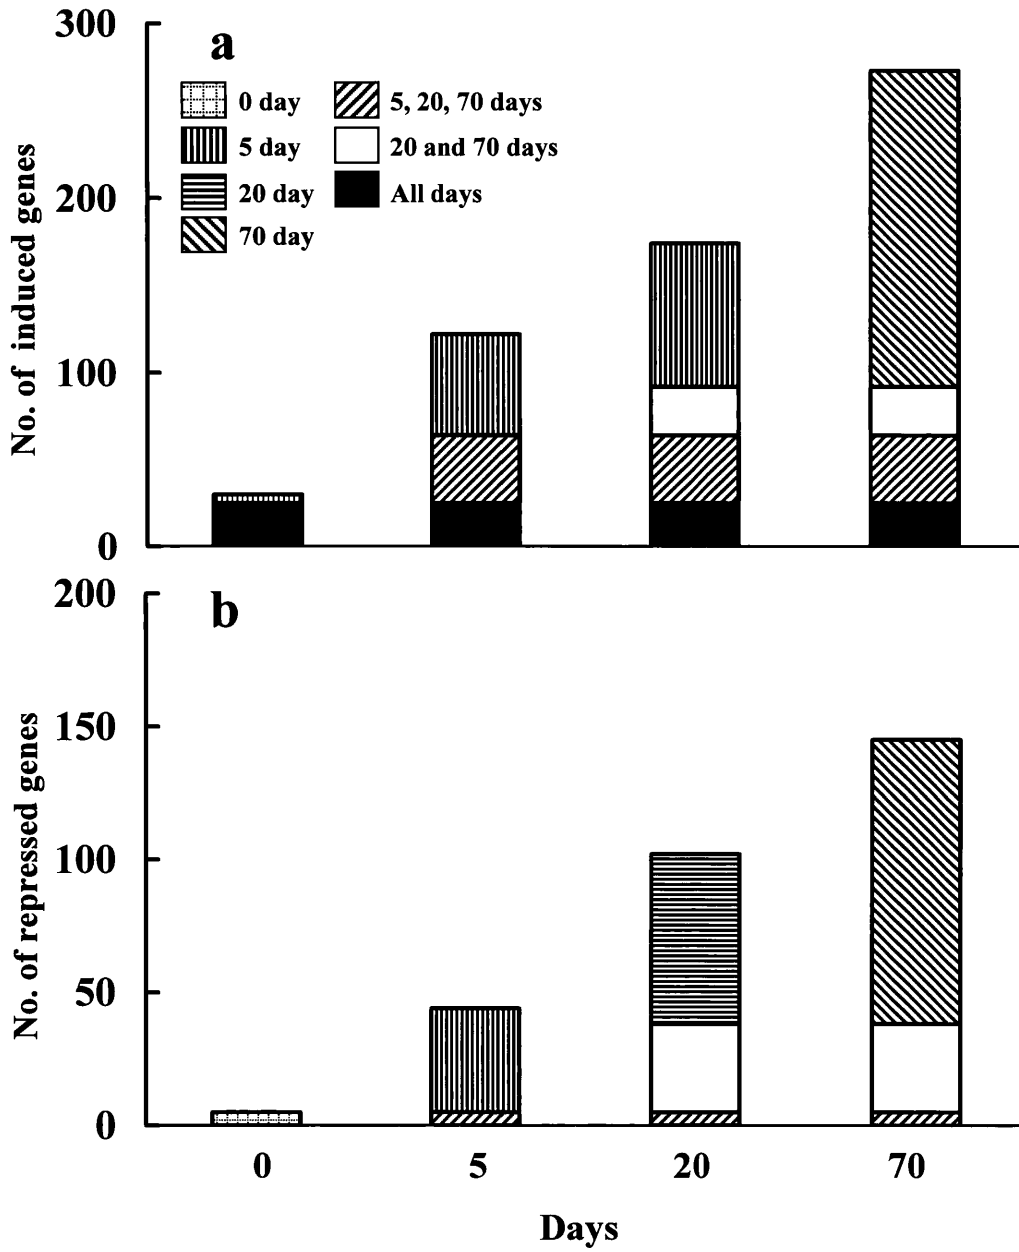 a
300
200
100
0
No. of induced genes
0 day
5 day
20 day
70 day
5, 20, 70 days
20 and 70 days
All days
b
200
150
100
50
0
No. of repressed genes
0 5 20 70
Days